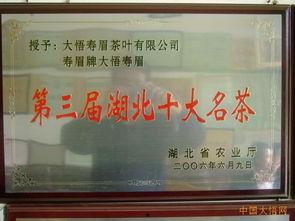 授予：大悟寿眉茶叶有限公司
寿眉牌大悟寿眉
第三届湖北十大名茶
湖北省农业厅
二〇〇六年六月九日
中国大悟网